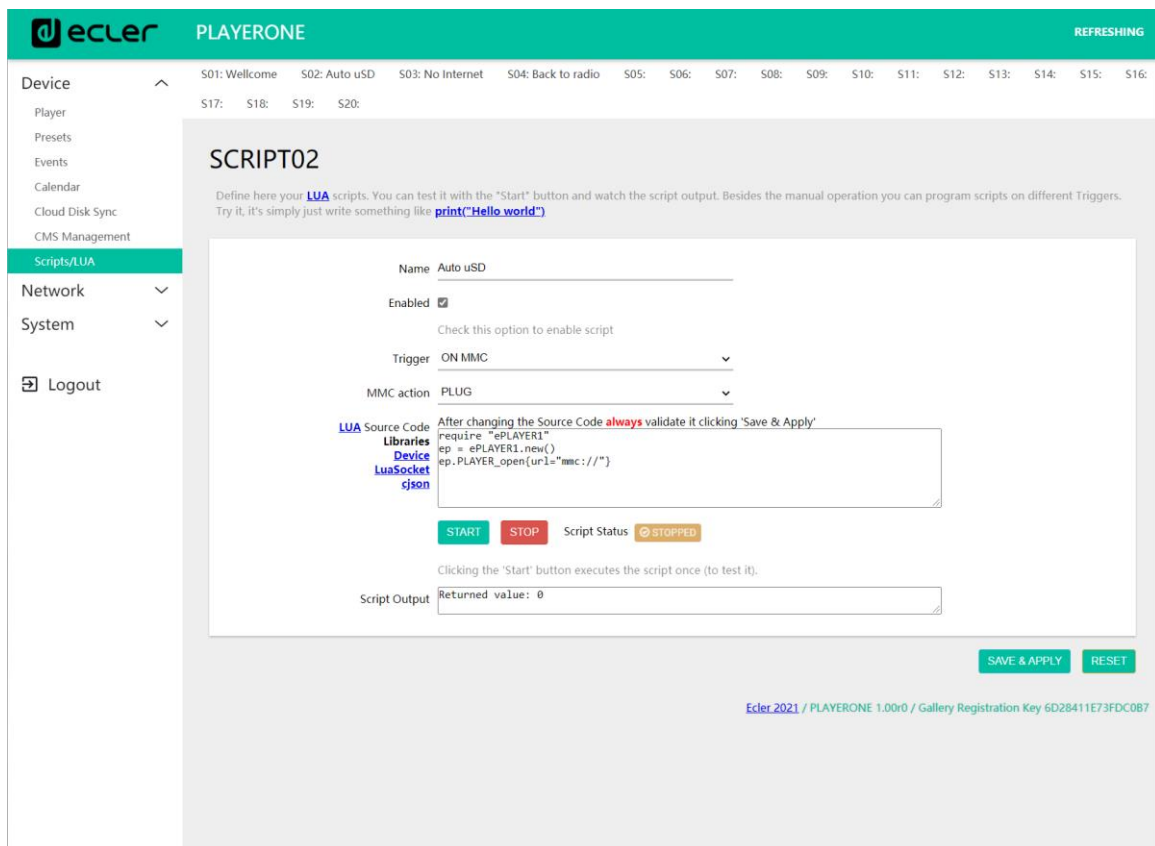 ecler
PLAYERONE
REFRESHING
Device
Player
Presets
Events
Calendar
Cloud Disk Sync
CMS Management
Scripts/LUA
Network
System
Logout
S01: Wellcome S02: Auto uSD S03: No Internet S04: Back to radio S05: S06: S07: S08: S09: S10: S11: S12: S13: S14: S15: S16:
S17: S18: S19: S20:
SCRIPT02
Define here your LUA scripts. You can test it with the "Start" button and watch the script output. Besides the manual operation you can program scripts on different Triggers.
Try it, it's simply just write something like print("Hello world")
Name Auto uSD
Enabled
Check this option to enable script
Trigger ON MMC
MMC action PLUG
LUA Source Code
Libraries
Device
LuaSocket
cjson
After changing the Source Code always validate it clicking 'Save & Apply'
require "ePLAYER1"
ep = ePLAYER1.new()
ep.PLAYER_open{url="mmc://"}
START STOP Script Status STOPPED
Clicking the 'Start' button executes the script once (to test it).
Script Output Returned value: 0
SAVE & APPLY RESET
Ecler 2021 / PLAYERONE 1.00r0 / Gallery Registration Key 6D28411E73FDC0B7